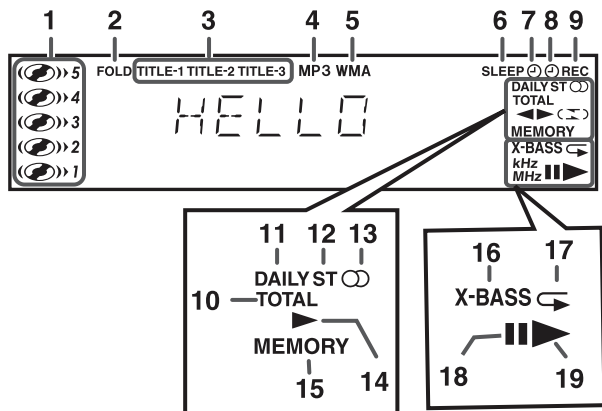 1 2 3 4 5 6 7 8 9
5 FOLD TITLE-1 TITLE-2 TITLE-3 MP3 WMA SLEEP REC
4 DAILY ST
TOTAL
3 HELLO
2 MEMORY
X-BASS
kHz
1 MHz
11 12 13
DAILY ST
10 TOTAL
MEMORY
15 14
16 17
X-BASS
18 19